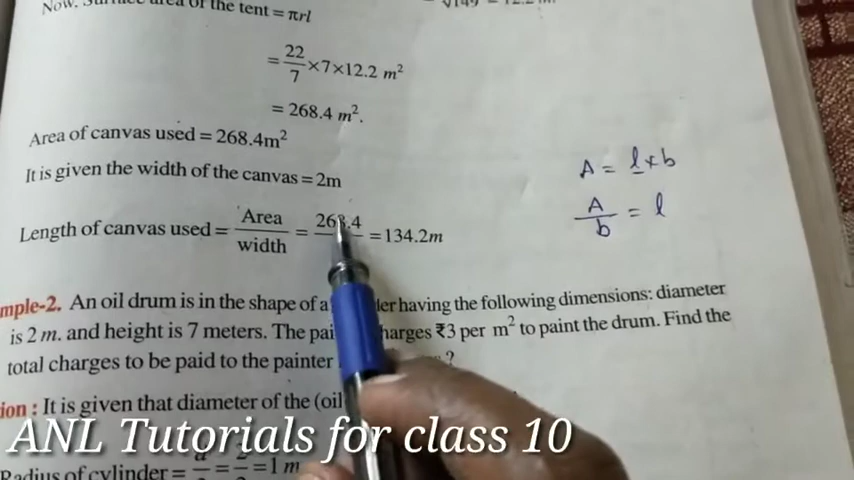 Now, Surface area of the tent = πrl
= 22/7 ×7×12.2 m²
= 268.4 m².
Area of canvas used = 268.4m²
It is given the width of the canvas = 2m
Length of canvas used = Area/width = 268.4 = 134.2m
A = l×b
A/b = l
mple-2. An oil drum is in the shape of a der having the following dimensions: diameter
is 2 m. and height is 7 meters. The pai harges ₹3 per m² to paint the drum. Find the
total charges to be paid to the painter ?
ion : It is given that diameter of the (oil
ANL Tutorials for class 10
Radius of cylinder = = = 1 m